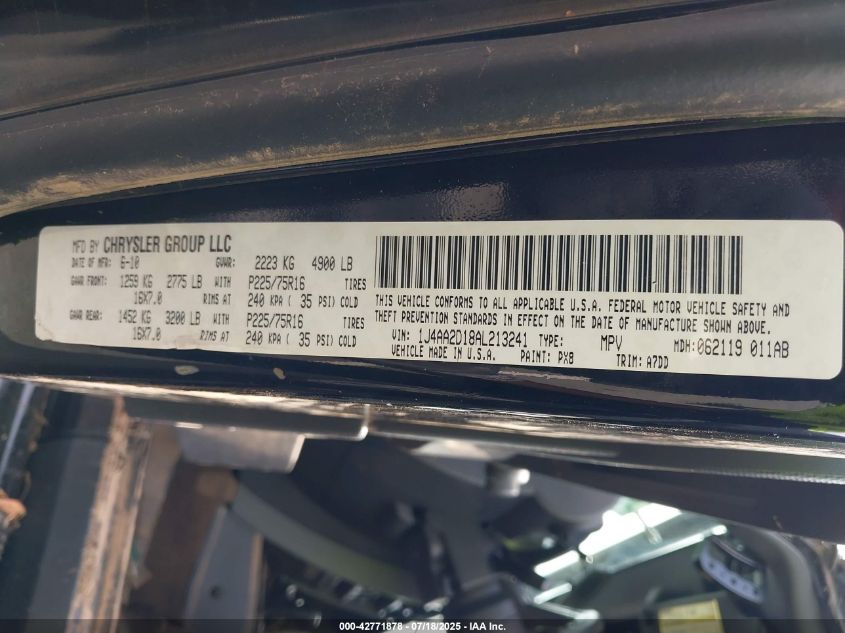 MFD BY CHRYSLER GROUP LLC
DATE OF MFR: 6-10 GVWR: 2223 KG 4900 LB
GAWR FRONT: 1259 KG 2775 LB WITH P225/75R16 TIRES
16X7.0 RIMS AT 240 KPA ( 35 PSI) COLD
GAWR REAR: 1452 KG 3200 LB WITH P225/75R16 TIRES
16X7.0 RIMS AT 240 KPA ( 35 PSI) COLD
THIS VEHICLE CONFORMS TO ALL APPLICABLE U.S.A. FEDERAL MOTOR VEHICLE SAFETY AND
THEFT PREVENTION STANDARDS IN EFFECT ON THE DATE OF MANUFACTURE SHOWN ABOVE.
VIN: 1J4AA2D18AL213241 TYPE: MPV MDH:062119 011AB
VEHICLE MADE IN U.S.A. PAINT: PX8 TRIM: A7DD
000-42771878 - 07/18/2025 - IAA Inc.